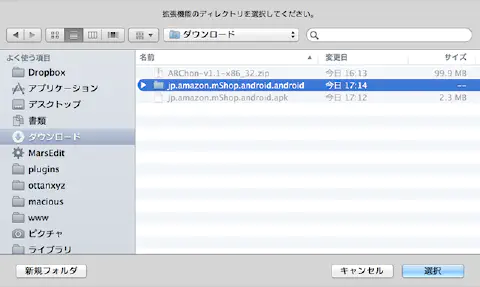 拡張機能のディレクトリを選択してください。
ダウンロード
よく使う項目
Dropbox
アプリケーション
デスクトップ
書類
ダウンロード
MarsEdit
plugins
ottanxyz
macious
www
ピクチャ
ライブラリ
名前 変更日 サイズ
ARChon-v1.1-x86_32.zip 今日 16:13 99.9 MB
jp.amazon.mShop.android.android 今日 17:14 --
jp.amazon.mShop.android.apk 今日 17:12 2.3 MB
新規フォルダ キャンセル 選択